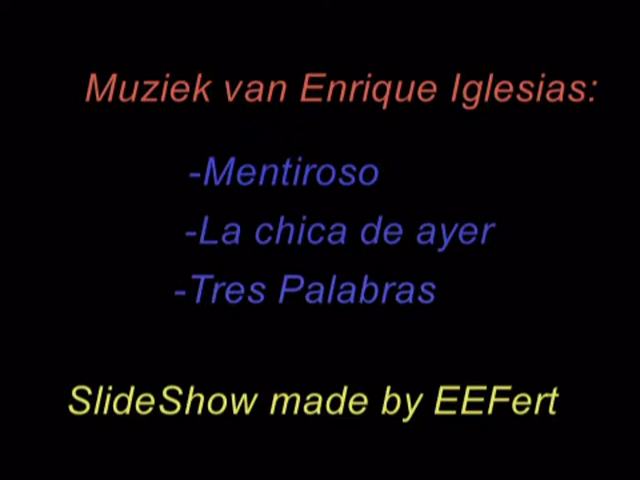 Muziek van Enrique Iglesias:
-Mentiroso
-La chica de ayer
-Tres Palabras
SlideShow made by EEFert